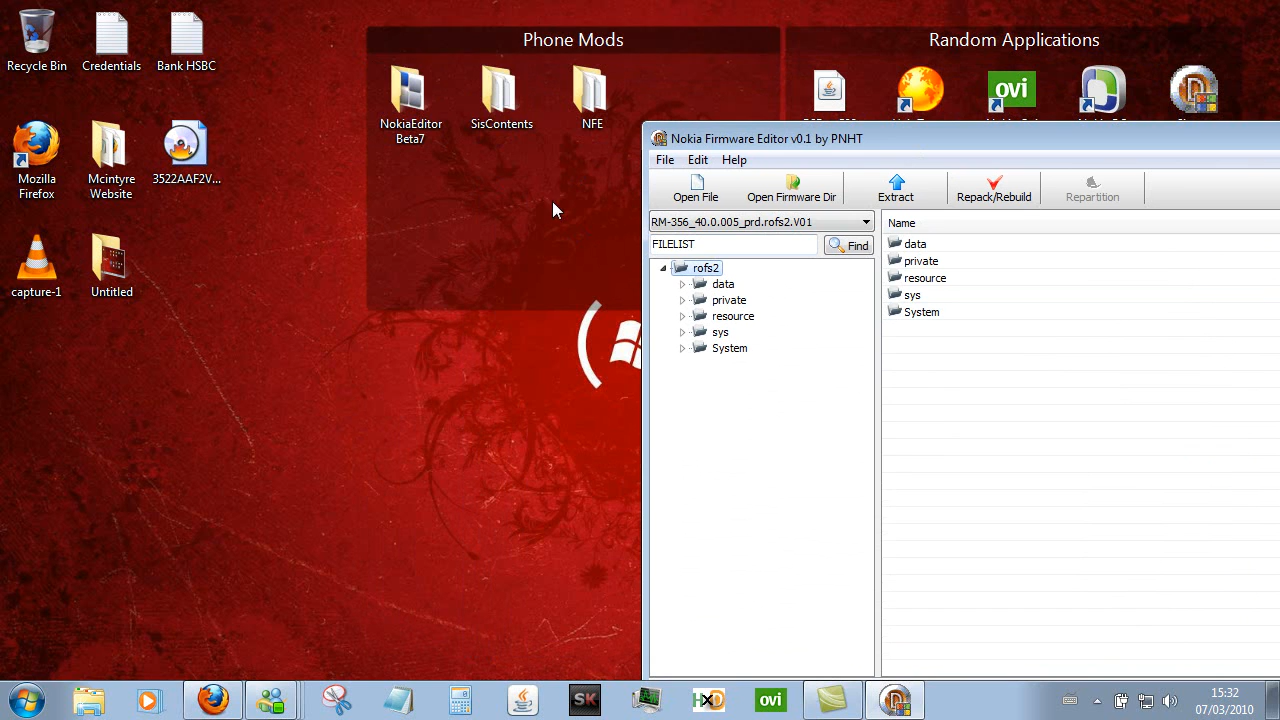 Phone Mods
Random Applications
Recycle Bin
Credentials
Bank HSBC
NokiaEditor
Beta7
SisContents
NFE
ovi
Mozilla
Firefox
Mcintyre
Website
3522AAF2V...
capture-1
Untitled
Nokia Firmware Editor v0.1 by PNHT
File Edit Help
Open File
Open Firmware Dir
Extract
Repack/Rebuild
Repartition
RM-356_40.0.005_prd.rofs2.V01
FILELIST
Find
rofs2
data
private
resource
sys
System
Name
data
private
resource
sys
System
SK
HxD
ovi
15:32
07/03/2010